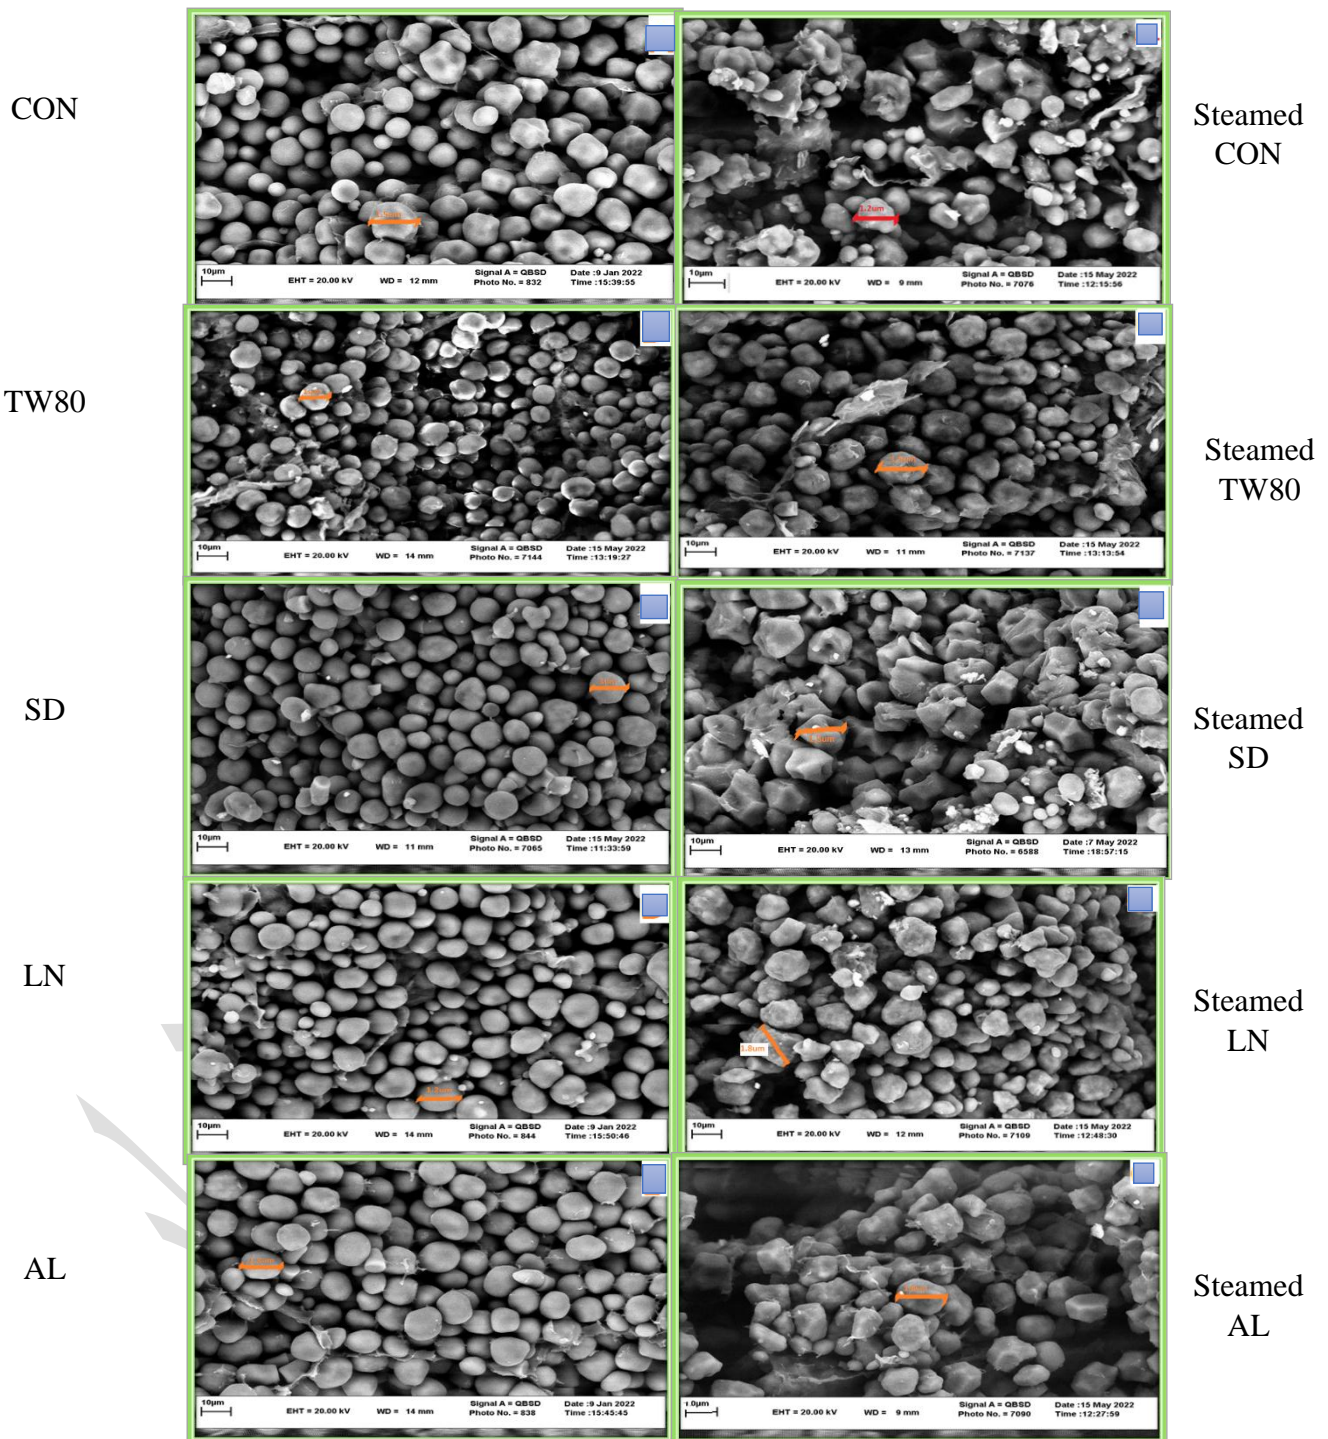 CON
10μm
EHT = 20.00 kV WD = 12 mm
Signal A = QBSD Date :9 Jan 2022
Photo No. = 832 Time :15:39:55
1.2um
10μm
EHT = 20.00 kV WD = 9 mm
Signal A = QBSD Date :15 May 2022
Photo No. = 7076 Time :12:15:56
Steamed
CON
TW80
10μm
EHT = 20.00 kV WD = 14 mm
Signal A = QBSD Date :15 May 2022
Photo No. = 7144 Time :13:19:27
10μm
EHT = 20.00 kV WD = 11 mm
Signal A = QBSD Date :15 May 2022
Photo No. = 7137 Time :13:13:54
Steamed
TW80
SD
10μm
EHT = 20.00 kV WD = 11 mm
Signal A = QBSD Date :15 May 2022
Photo No. = 7065 Time :11:33:59
10μm
EHT = 20.00 kV WD = 13 mm
Signal A = QBSD Date :7 May 2022
Photo No. = 6588 Time :18:57:15
Steamed
SD
LN
10μm
EHT = 20.00 kV WD = 14 mm
Signal A = QBSD Date :9 Jan 2022
Photo No. = 844 Time :15:50:46
1.8um
10μm
EHT = 20.00 kV WD = 12 mm
Signal A = QBSD Date :15 May 2022
Photo No. = 7109 Time :12:48:30
Steamed
LN
AL
10μm
EHT = 20.00 kV WD = 14 mm
Signal A = QBSD Date :9 Jan 2022
Photo No. = 838 Time :15:45:45
EHT = 20.00 kV WD = 9 mm
Signal A = QBSD Date :15 May 2022
Photo No. = 7090 Time :12:27:59
Steamed
AL